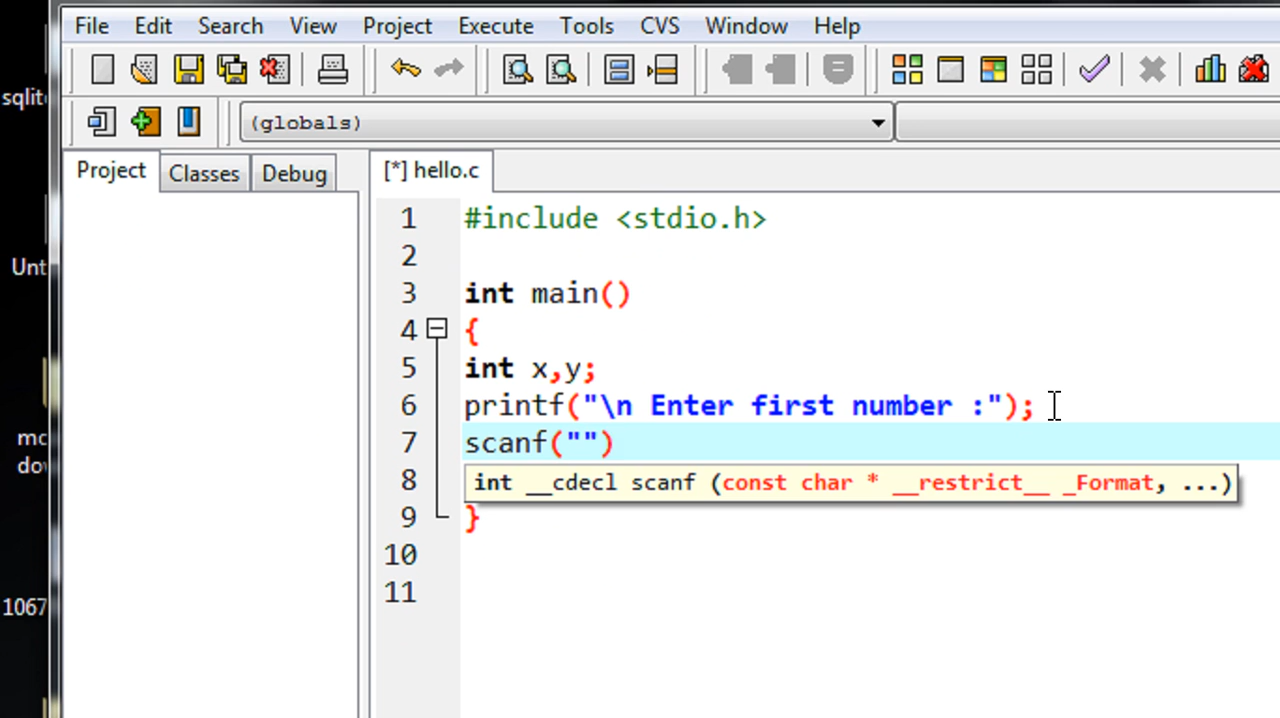 File Edit Search View Project Execute Tools CVS Window Help
(globals)
Project Classes Debug
[*] hello.c
1 #include <stdio.h>
2
3 int main()
4 {
5 int x,y;
6 printf("\n Enter first number :");
7 scanf("")
8
int __cdecl scanf (const char * __restrict__ _Format, ...)
9 }
10
11
sqlit
Unt
mc
dov
1067